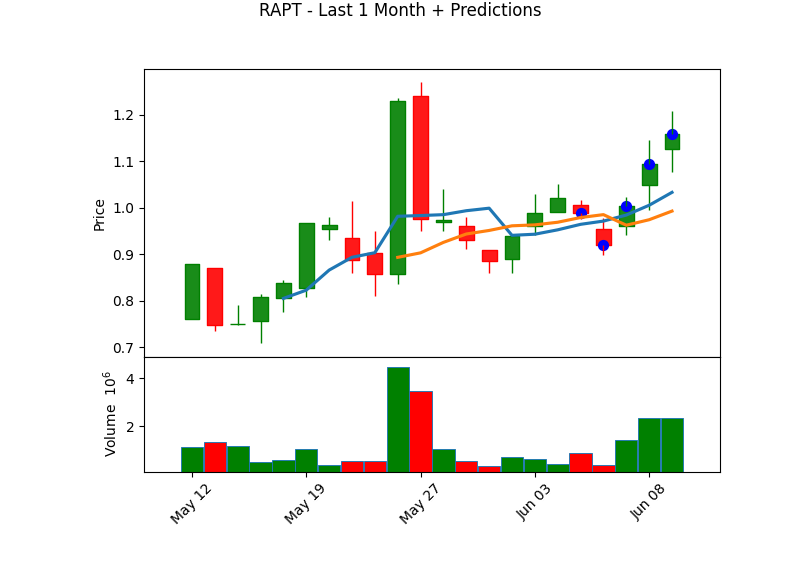 RAPT - Last 1 Month + Predictions
Price
1.2
1.1
1.0
0.9
0.8
0.7
Volume 10^6
4
2
May 12
May 19
May 27
Jun 03
Jun 08